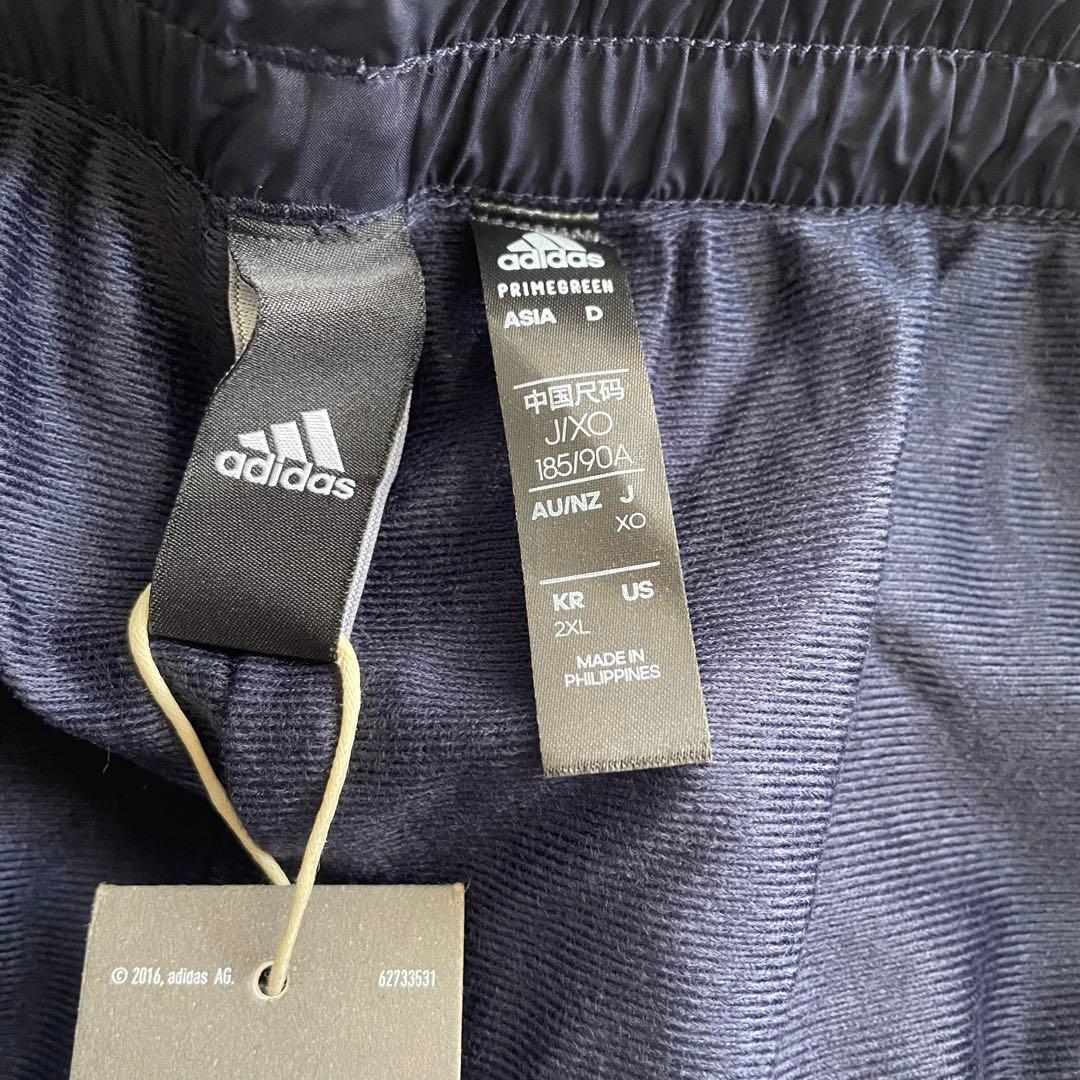 adidas
adidas
PRIMEGREEN
ASIA D
中国尺码
J/XO
185/90A
AU/NZ J
XO
KR US
2XL
MADE IN
PHILIPPINES
© 2016, adidas AG. 62733531